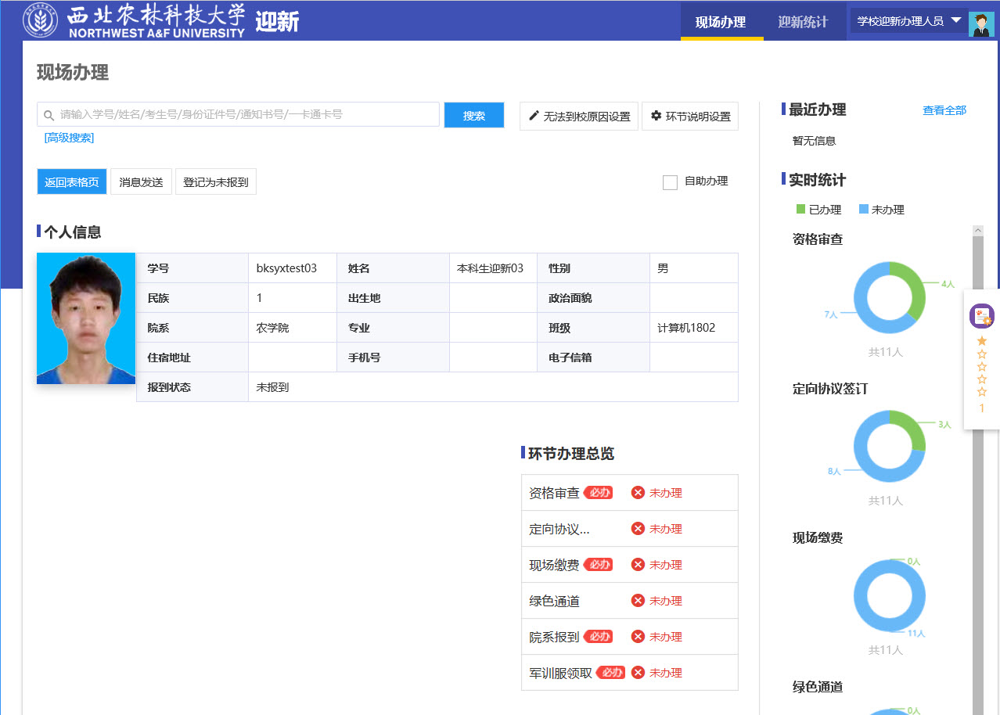 西北农林科技大学 迎新
NORTHWEST A&F UNIVERSITY
现场办理 迎新统计 学校迎新办理人员
现场办理
请输入学号/姓名/考生号/身份证件号/通知书号/一卡通卡号 搜索 无法到校原因设置 环节说明设置
[高级搜索]
返回表格页 消息发送 登记为未报到 自助办理
个人信息
学号 bksyxtest03 姓名 本科生迎新03 性别 男
民族 1 出生地 政治面貌
院系 农学院 专业 班级 计算机1802
住宿地址 手机号 电子信箱
报到状态 未报到
环节办理总览
资格审查 必办 未办理
定向协议... 未办理
现场缴费 必办 未办理
绿色通道 未办理
院系报到 必办 未办理
军训服领取 必办 未办理
最近办理 查看全部
暂无信息
实时统计
已办理 未办理
资格审查
4人
7人
共11人
定向协议签订
3人
8人
共11人
现场缴费
0人
11人
共11人
绿色通道
0人
1